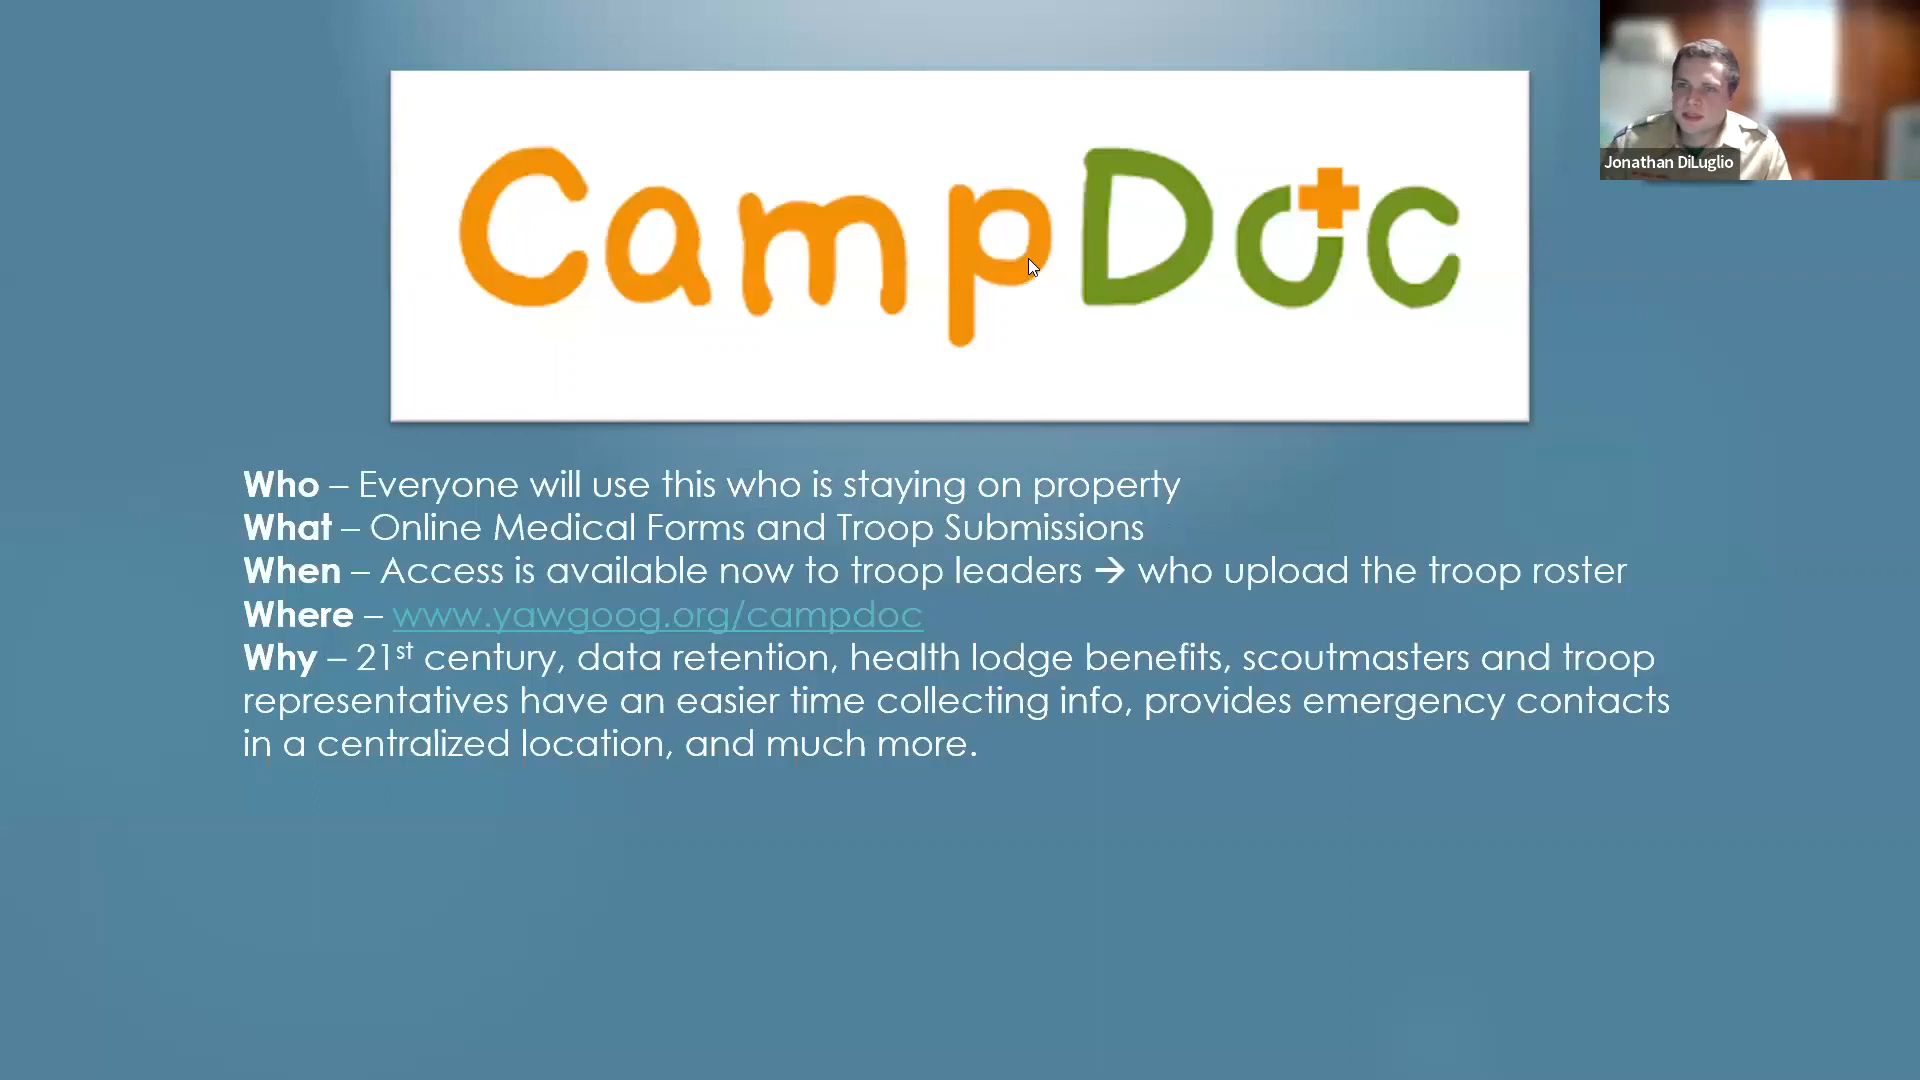 CampDoc
Jonathan DiLuglio
Who – Everyone will use this who is staying on property
What – Online Medical Forms and Troop Submissions
When – Access is available now to troop leaders → who upload the troop roster
Where – www.yawgoog.org/campdoc
Why – 21st century, data retention, health lodge benefits, scoutmasters and troop
representatives have an easier time collecting info, provides emergency contacts
in a centralized location, and much more.